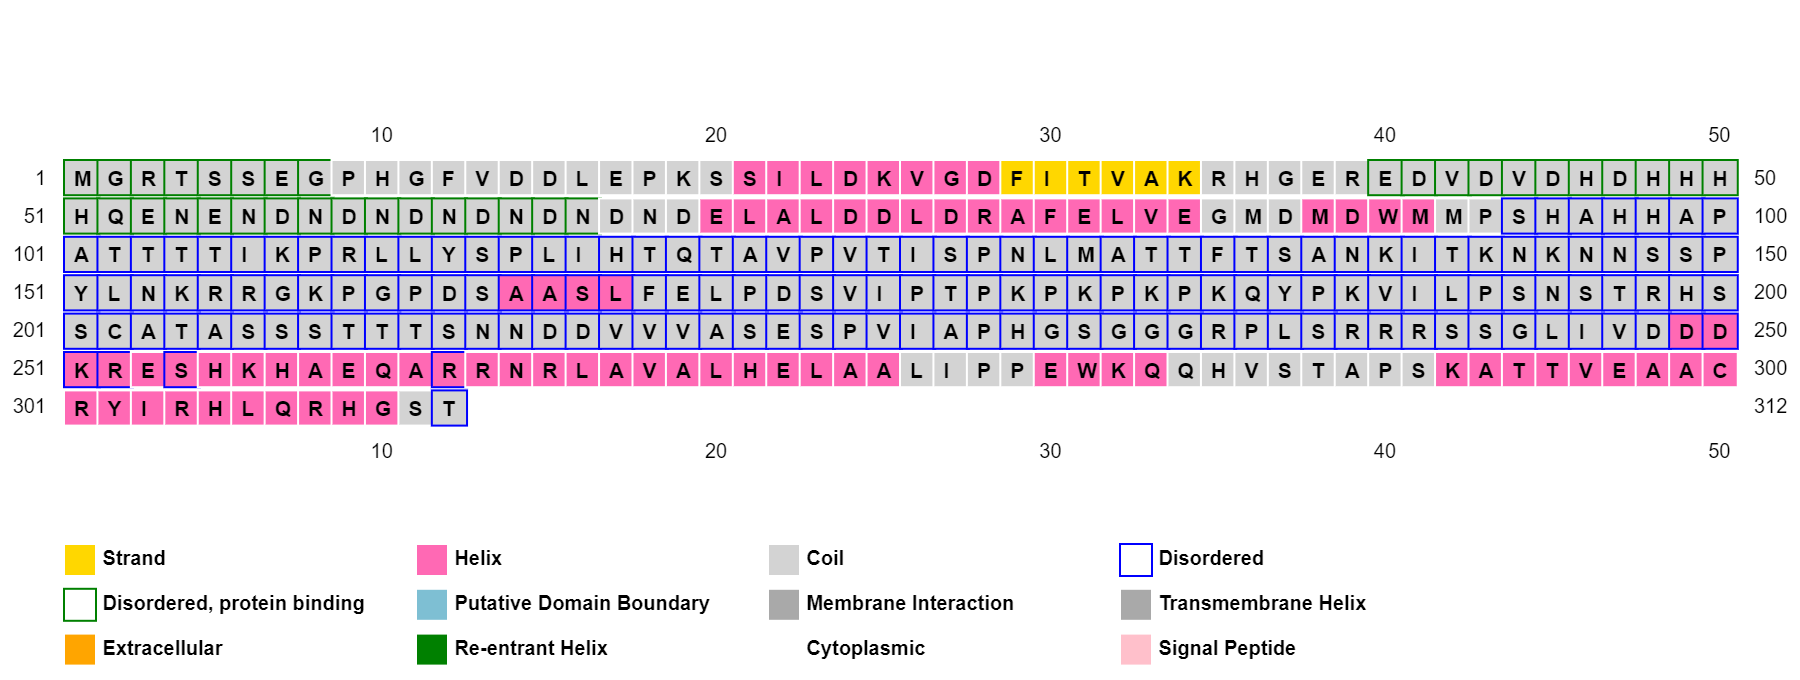 10 20 30 40 50
1 M G R T S S E G P H G F V D D L E P K S S I L D K V G D F I T V A K R H G E R E D V D V D H D H H H 50
51 H Q E N E N D N D N D N D N D N D N D E L A L D D L D R A F E L V E G M D M D W M M P S H A H H A P 100
101 A T T T T I K P R L L Y S P L I H T Q T A V P V T I S P N L M A T T F T S A N K I T K N K N N S S P 150
151 Y L N K R R G K P G P D S A A S L F E L P D S V I P T P K P K P K P K Q Y P K V I L P S N S T R H S 200
201 S C A T A S S S T T T S N N D D V V V A S E S P V I A P H G S G G G R P L S R R R S S G L I V D D D 250
251 K R E S H K H A E Q A R R N R L A V A L H E L A A L I P P E W K Q Q H V S T A P S K A T T V E A A C 300
301 R Y I R H L Q R H G S T 312
10 20 30 40 50
Strand Helix Coil Disordered
Disordered, protein binding Putative Domain Boundary Membrane Interaction Transmembrane Helix
Extracellular Re-entrant Helix Cytoplasmic Signal Peptide